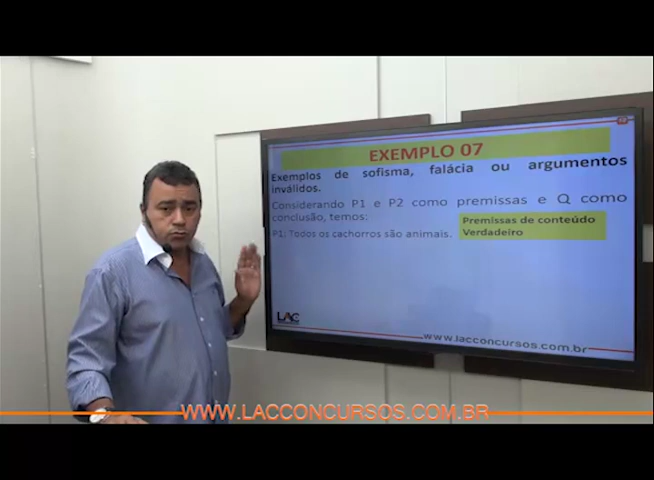 EXEMPLO 07
Exemplos de sofisma, falácia ou argumentos
inválidos.
Considerando P1 e P2 como premissas e Q como
conclusão, temos:
P1: Todos os cachorros são animais.
Premissas de conteúdo
Verdadeiro
LAC
www.lacconcursos.com.br
WWW.LACCONCURSOS.COM.BR